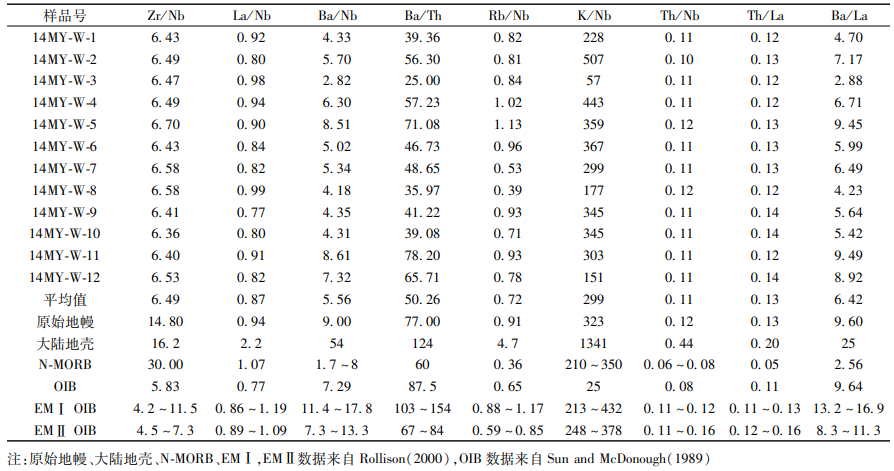 样品号 Zr/Nb La/Nb Ba/Nb Ba/Th Rb/Nb K/Nb Th/Nb Th/La Ba/La
14MY-W-1 6.43 0.92 4.33 39.36 0.82 228 0.11 0.12 4.70
14MY-W-2 6.49 0.80 5.70 56.30 0.81 507 0.10 0.13 7.17
14MY-W-3 6.47 0.98 2.82 25.00 0.84 57 0.11 0.12 2.88
14MY-W-4 6.49 0.94 6.30 57.23 1.02 443 0.11 0.12 6.71
14MY-W-5 6.70 0.90 8.51 71.08 1.13 359 0.12 0.13 9.45
14MY-W-6 6.43 0.84 5.02 46.73 0.96 367 0.11 0.13 5.99
14MY-W-7 6.58 0.82 5.34 48.65 0.53 299 0.11 0.13 6.49
14MY-W-8 6.58 0.99 4.18 35.97 0.39 177 0.12 0.12 4.23
14MY-W-9 6.41 0.77 4.35 41.22 0.93 345 0.11 0.14 5.64
14MY-W-10 6.36 0.80 4.31 39.08 0.71 345 0.11 0.14 5.42
14MY-W-11 6.40 0.91 8.61 78.20 0.93 303 0.11 0.12 9.49
14MY-W-12 6.53 0.82 7.32 65.71 0.78 151 0.11 0.14 8.92
平均值 6.49 0.87 5.56 50.26 0.72 299 0.11 0.13 6.42
原始地幔 14.80 0.94 9.00 77.00 0.91 323 0.12 0.13 9.60
大陆地壳 16.2 2.2 54 124 4.7 1341 0.44 0.20 25
N-MORB 30.00 1.07 1.7~8 60 0.36 210~350 0.06~0.08 0.05 2.56
OIB 5.83 0.77 7.29 87.5 0.65 25 0.08 0.11 9.64
EMⅠ OIB 4.2~11.5 0.86~1.19 11.4~17.8 103~154 0.88~1.17 213~432 0.11~0.12 0.11~0.13 13.2~16.9
EMⅡ OIB 4.5~7.3 0.89~1.09 7.3~13.3 67~84 0.59~0.85 248~378 0.11~0.16 0.12~0.16 8.3~11.3
注:原始地幔、大陆地壳、N-MORB、EMⅠ,EMⅡ数据来自 Rollison(2000),OIB 数据来自 Sun and McDonough(1989)